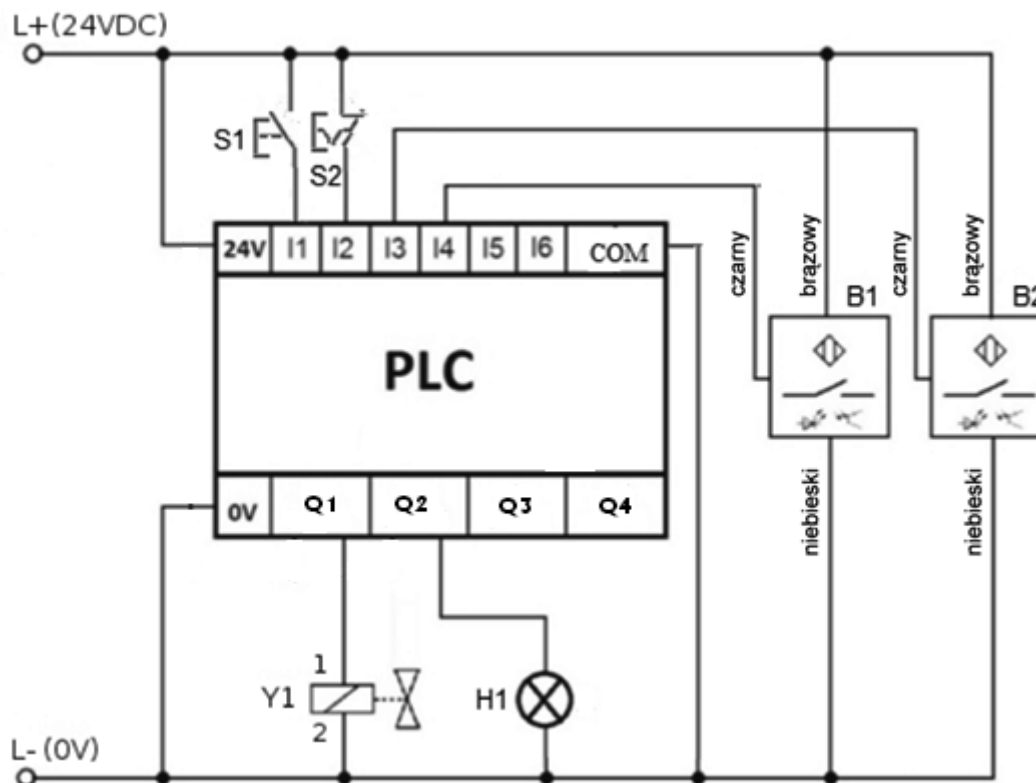 L+(24VDC)
S1
S2
24V I1 I2 I3 I4 I5 I6 COM
czarny
brązowy
czarny
brązowy
B1
B2
PLC
0V Q1 Q2 Q3 Q4
niebieski
niebieski
1
Y1
2
H1
L- (0V)